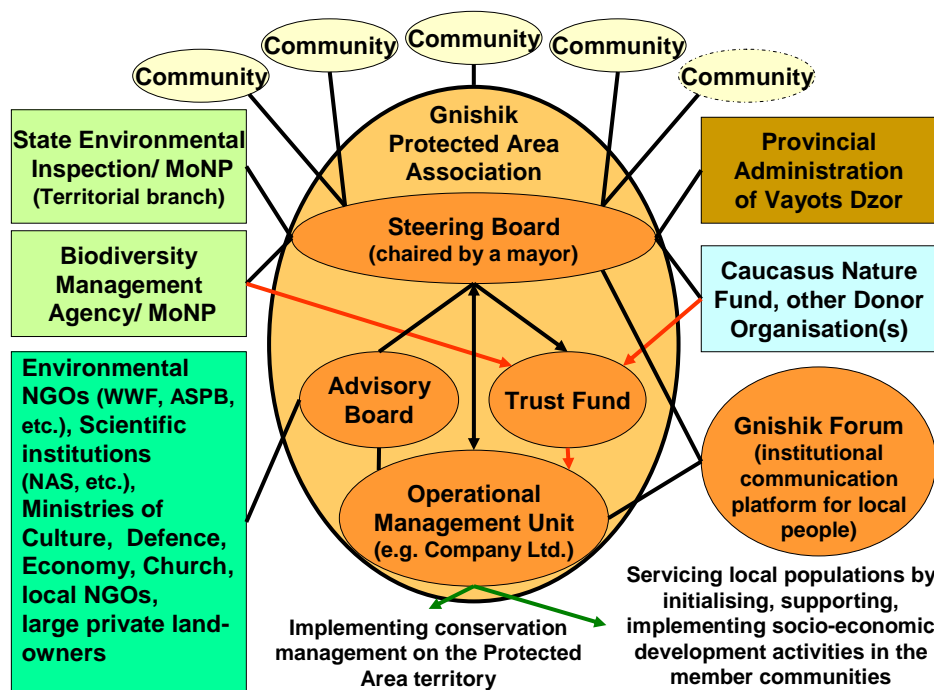 Community
Community
Community
Community
Community
Gnishik
Protected Area
Association
State Environmental
Inspection/ MoNP
(Territorial branch)
Provincial
Administration
of Vayots Dzor
Steering Board
(chaired by a mayor)
Biodiversity
Management
Agency/ MoNP
Caucasus Nature
Fund, other Donor
Organisation(s)
Environmental
NGOs (WWF, ASPB,
etc.), Scientific
institutions
(NAS, etc.),
Ministries of
Culture, Defence,
Economy, Church,
local NGOs,
large private land-
owners
Advisory
Board
Trust Fund
Gnishik Forum
(institutional
communication
platform for local
people)
Operational
Management Unit
(e.g. Company Ltd.)
Implementing conservation
management on the Protected
Area territory
Servicing local populations by
initialising, supporting,
implementing socio-economic
development activities in the
member communities